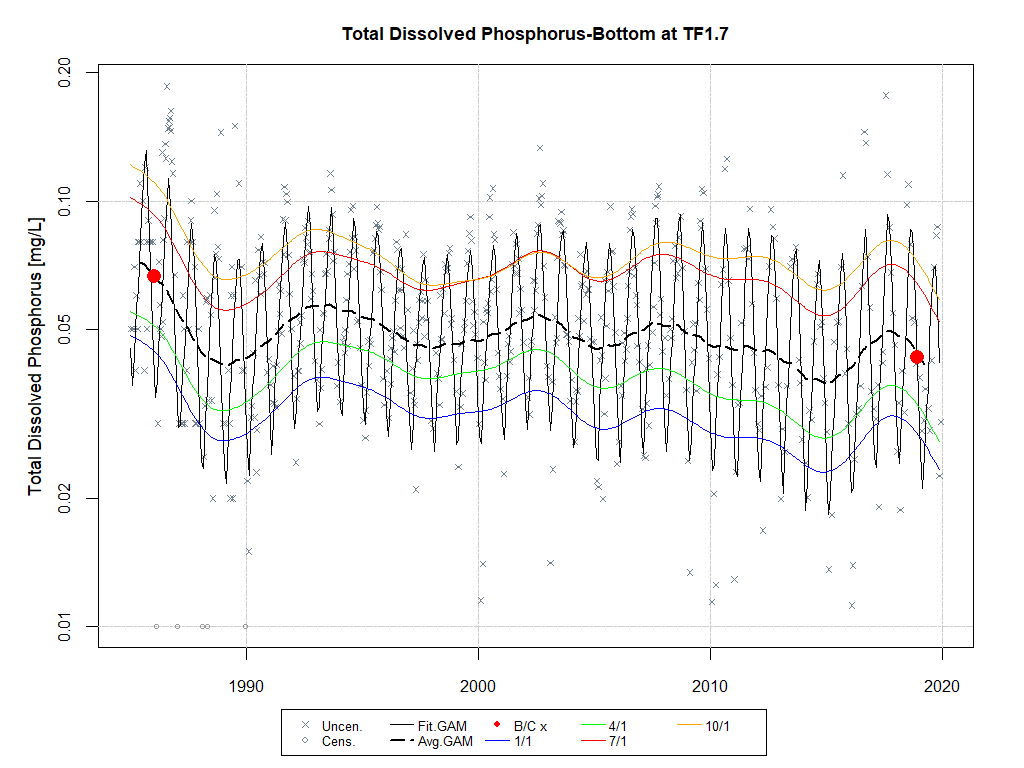 Total Dissolved Phosphorus-Bottom at TF1.7
Total Dissolved Phosphorus [mg/L]
0.20
0.10
0.05
0.02
0.01
1990 2000 2010 2020
Uncen. Fit.GAM B/C x 4/1 10/1
Cens. Avg.GAM 1/1 7/1